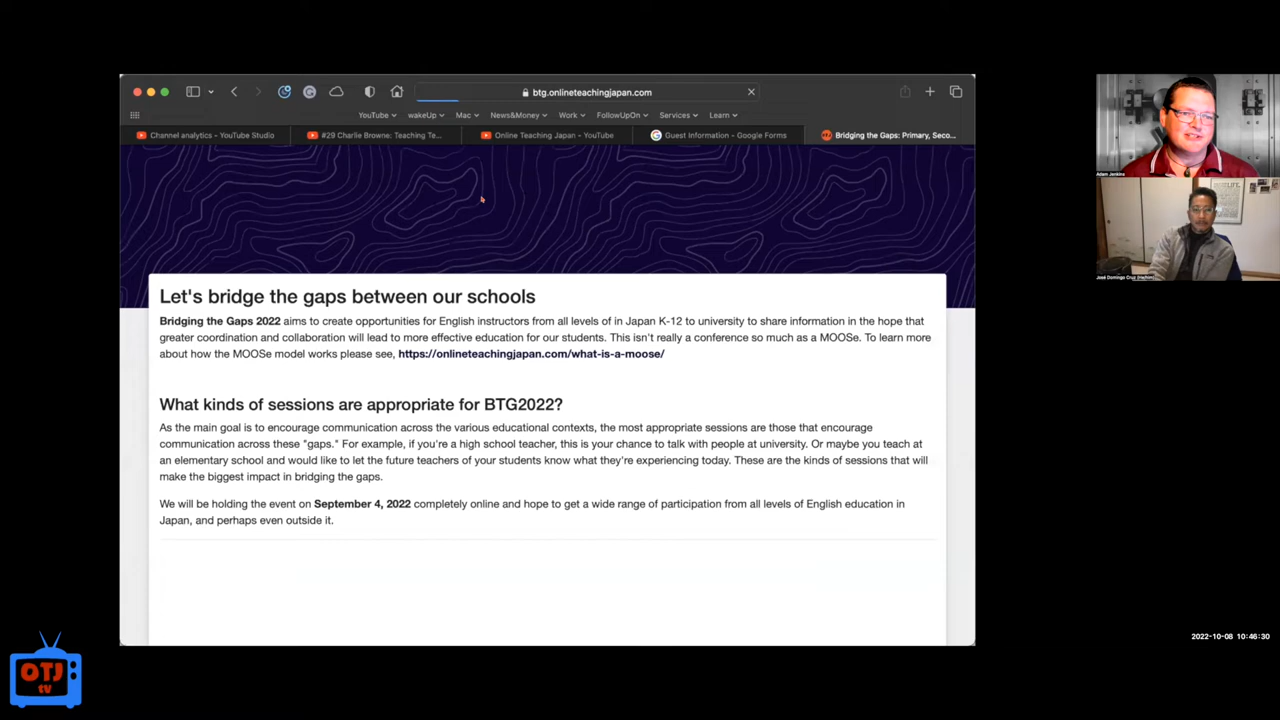 btg.onlineteachingjapan.com
YouTube wakeUp Mac News&Money Work FollowUpOn Services Learn
Channel analytics - YouTube Studio
#29 Charlie Browne: Teaching Te...
Online Teaching Japan - YouTube
Guest Information - Google Forms
Bridging the Gaps: Primary, Seco...
Let's bridge the gaps between our schools
Bridging the Gaps 2022 aims to create opportunities for English instructors from all levels of in Japan K-12 to university to share information in the hope that
greater coordination and collaboration will lead to more effective education for our students. This isn't really a conference so much as a MOOSe. To learn more
about how the MOOSe model works please see, https://onlineteachingjapan.com/what-is-a-moose/
What kinds of sessions are appropriate for BTG2022?
As the main goal is to encourage communication across the various educational contexts, the most appropriate sessions are those that encourage
communication across these "gaps." For example, if you're a high school teacher, this is your chance to talk with people at university. Or maybe you teach at
an elementary school and would like to let the future teachers of your students know what they're experiencing today. These are the kinds of sessions that will
make the biggest impact in bridging the gaps.
We will be holding the event on September 4, 2022 completely online and hope to get a wide range of participation from all levels of English education in
Japan, and perhaps even outside it.
Adam Jenkins
José Domingo Cruz
2022-10-08 10:46:30
OTJ
tv